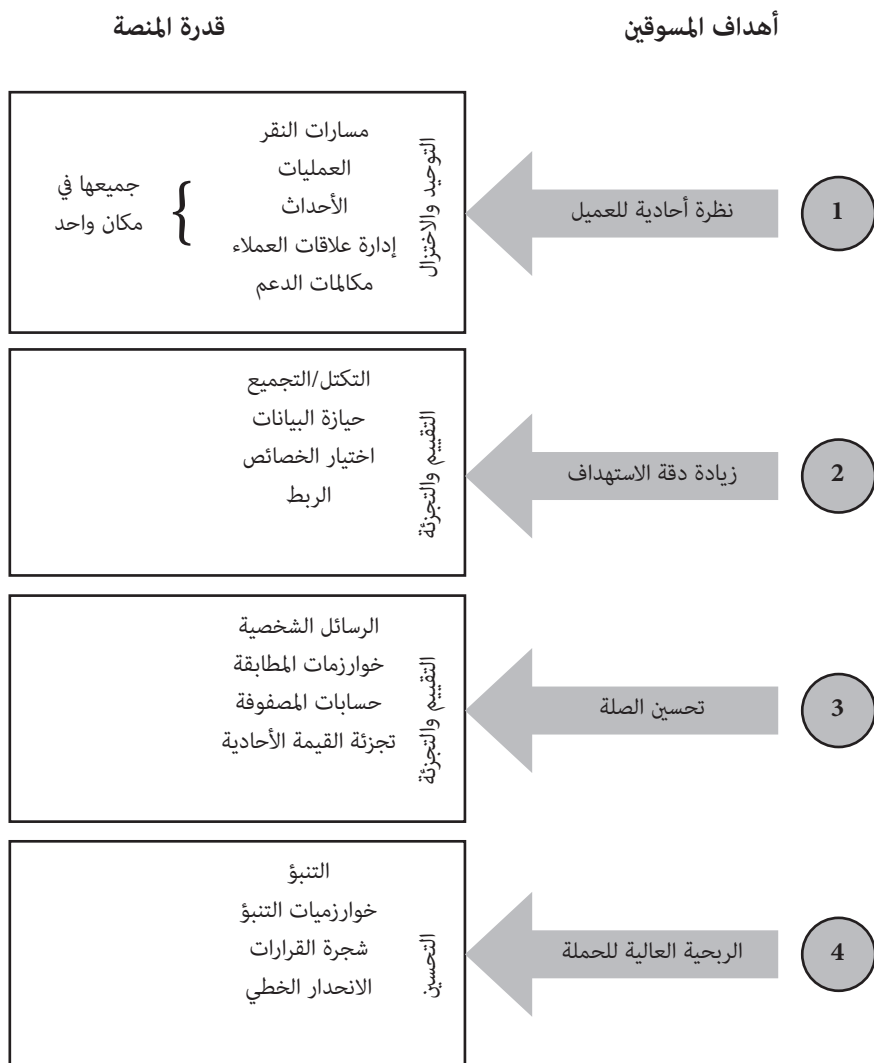 أهداف المسوقين
قدرة المنصة
1
نظرة أحادية للعميل
التوحيد والاختزال
مسارات النقر
العمليات
الأحداث
إدارة علاقات العملاء
مكالمات الدعم
{
جميعها في
مكان واحد
2
زيادة دقة الاستهداف
التقييم والتجزئة
التكتل/التجميع
حيازة البيانات
اختيار الخصائص
الربط
3
تحسين الصلة
التقييم والتجزئة
الرسائل الشخصية
خوارزمات المطابقة
حسابات المصفوفة
تجزئة القيمة الأحادية
4
الربحية العالية للحملة
التحسين
التنبؤ
خوارزميات التنبؤ
شجرة القرارات
الانحدار الخطي